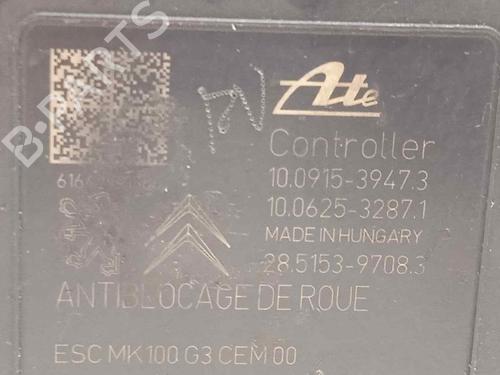 B-PARTS
Ate
Controller
10.0915-3947.3
10.0625-3287.1
MADE IN HUNGARY
28.5153-9708.3
ANTIBLOCAGE DE ROUE
ESC MK100 G3 CEM 00